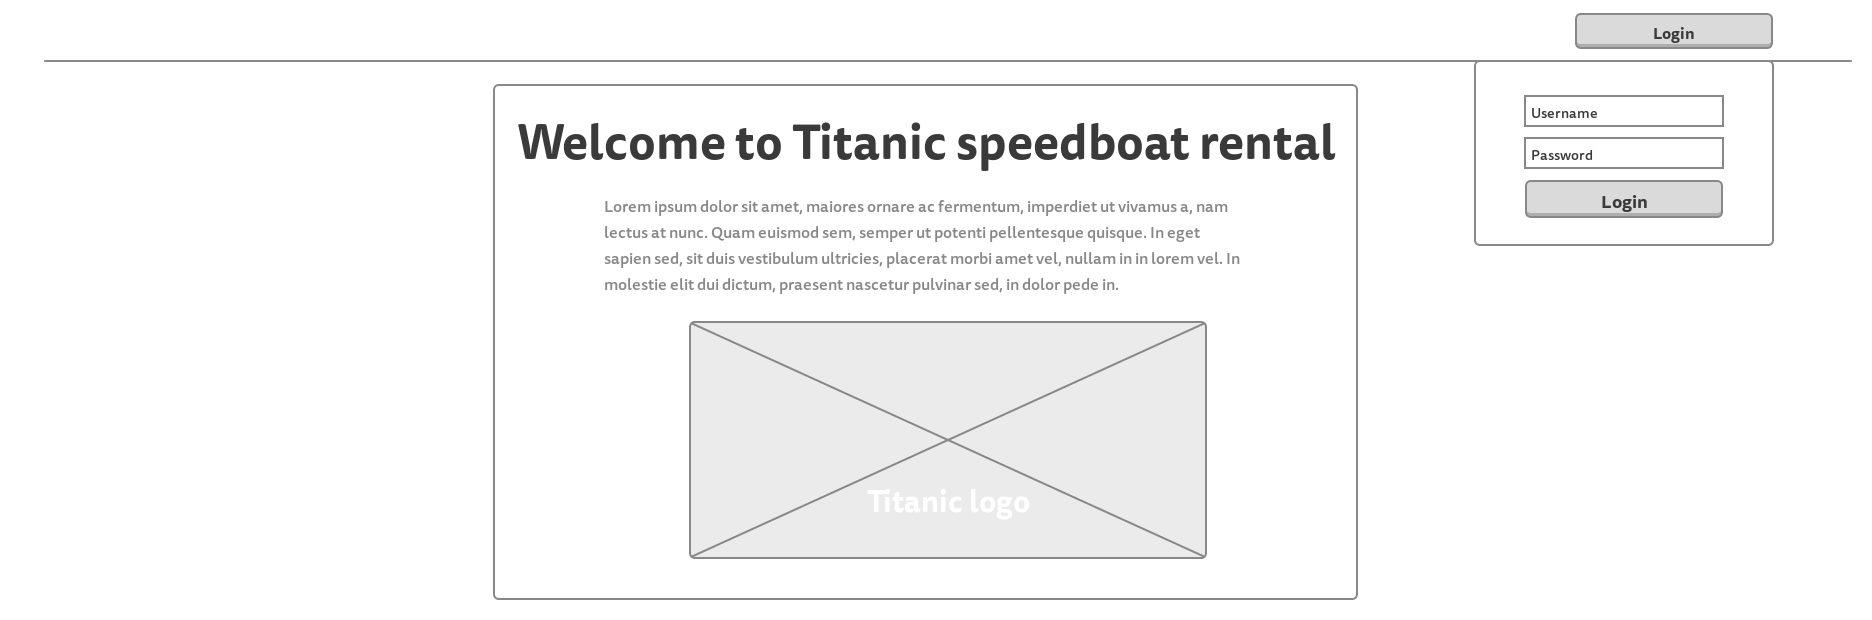 Login
Username
Password
Login
Welcome to Titanic speedboat rental
Lorem ipsum dolor sit amet, maiores ornare ac fermentum, imperdiet ut vivamus a, nam
lectus at nunc. Quam euismod sem, semper ut potenti pellentesque quisque. In eget
sapien sed, sit duis vestibulum ultricies, placerat morbi amet vel, nullam in in lorem vel. In
molestie elit dui dictum, praesent nascetur pulvinar sed, in dolor pede in.
Titanic logo